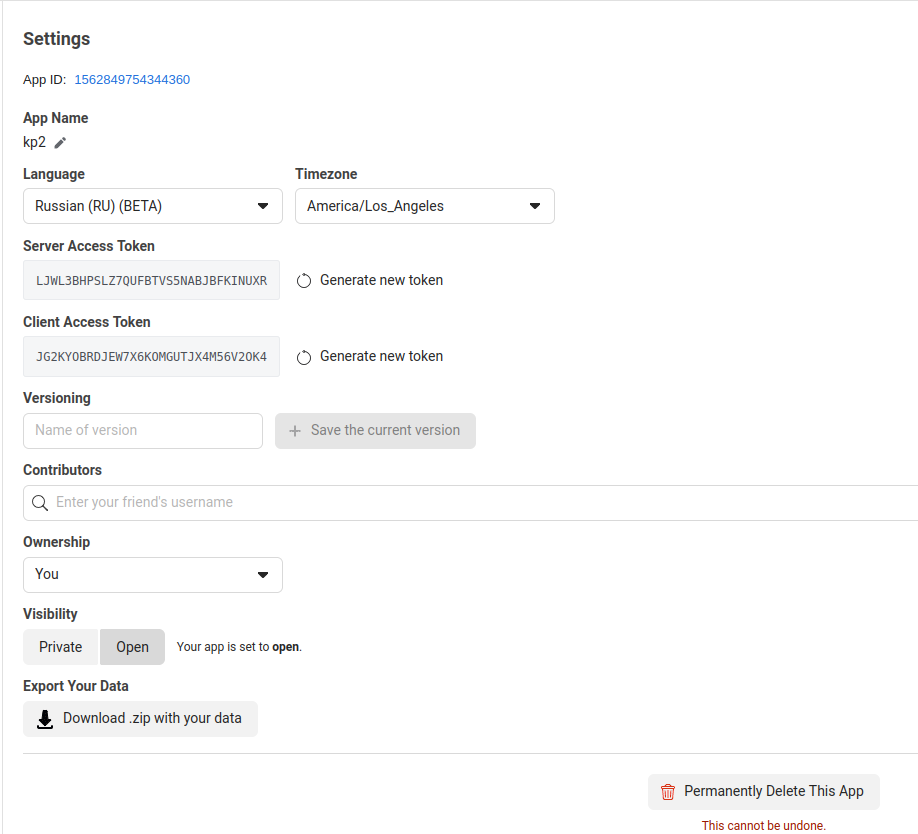 Settings
App ID: 1562849754344360
App Name
kp2
Language Timezone
Russian (RU) (BETA) America/Los_Angeles
Server Access Token
LJWL3BHPSLZ7QUFBTVS5NABJBFKINUXR Generate new token
Client Access Token
JG2KYOBRDJEW7X6KOMGUTJX4M56V2OK4 Generate new token
Versioning
Name of version + Save the current version
Contributors
Enter your friend's username
Ownership
You
Visibility
Private Open Your app is set to open.
Export Your Data
Download .zip with your data
Permanently Delete This App
This cannot be undone.